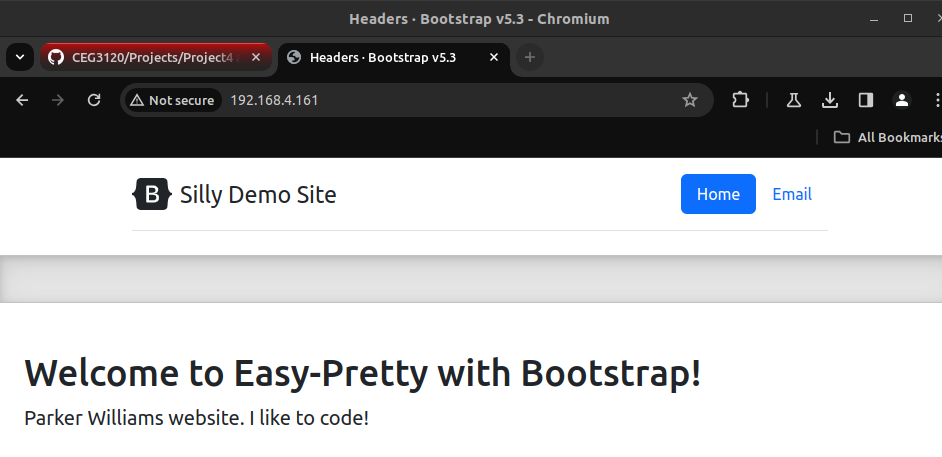 Headers · Bootstrap v5.3 - Chromium
CEG3120/Projects/Project4
Headers · Bootstrap v5.3
Not secure 192.168.4.161
All Bookmarks
B Silly Demo Site Home Email
Welcome to Easy-Pretty with Bootstrap!
Parker Williams website. I like to code!